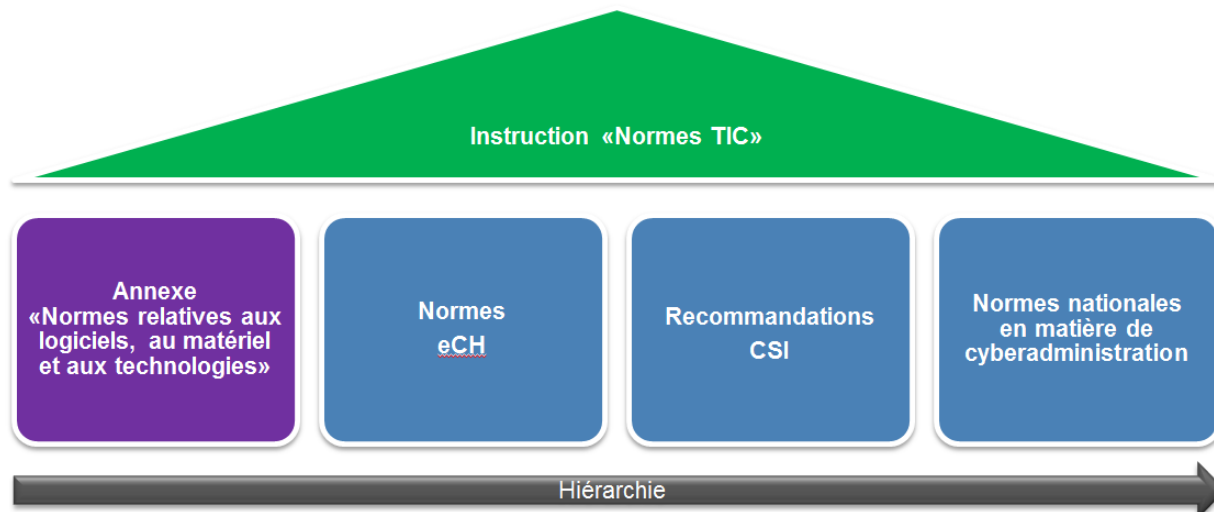 Instruction «Normes TIC»
Annexe
«Normes relatives aux
logiciels, au matériel
et aux technologies»
Normes
eCH
Recommandations
CSI
Normes nationales
en matière de
cyberadministration
Hiérarchie